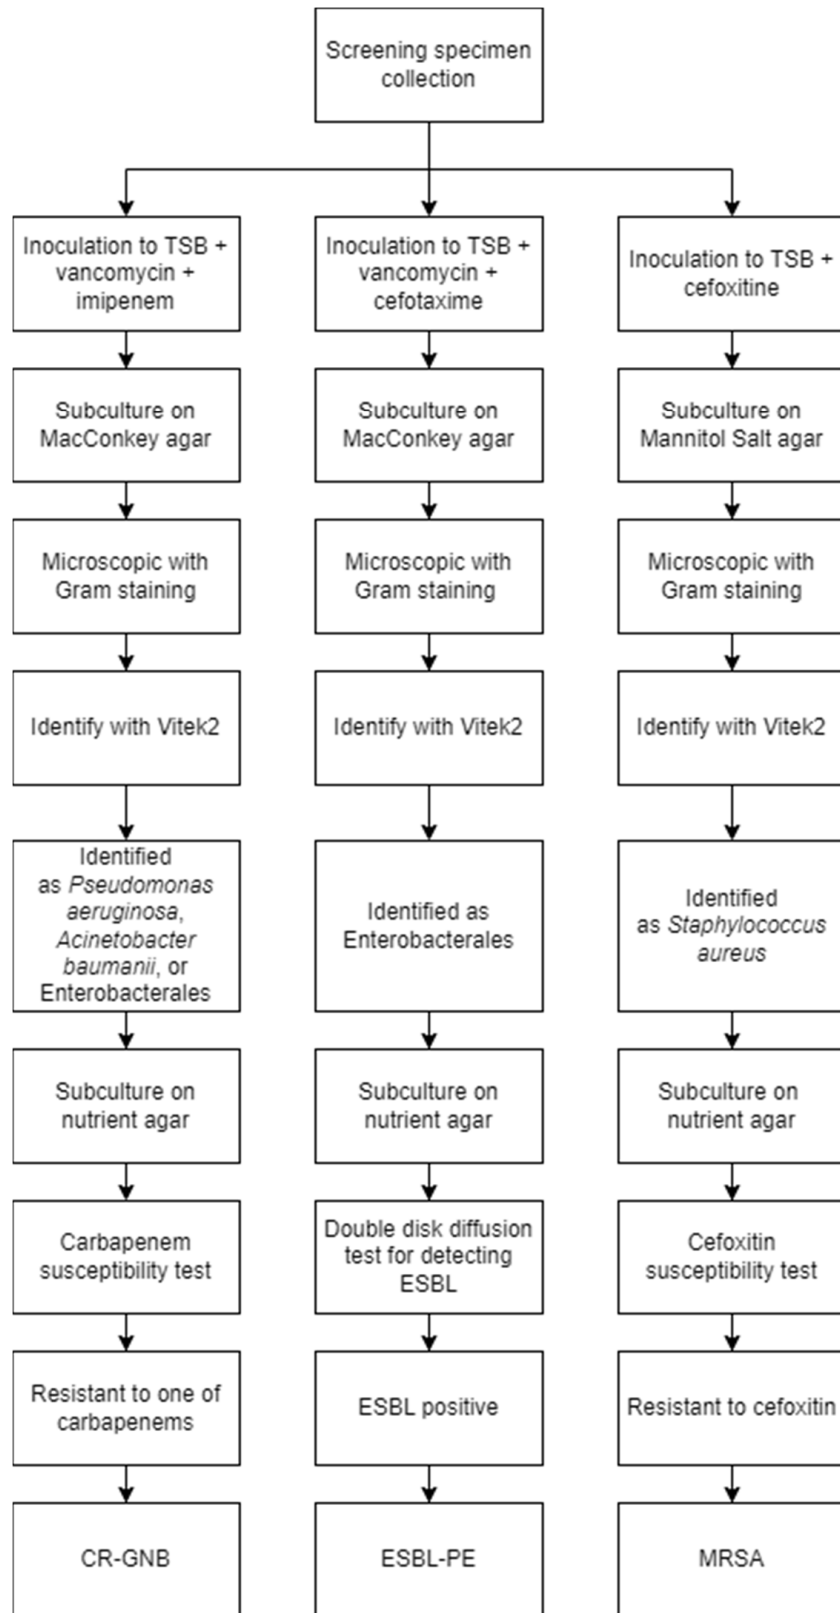 Screening specimen
collection
Inoculation to TSB +
vancomycin +
imipenem
Inoculation to TSB +
vancomycin +
cefotaxime
Inoculation to TSB +
cefoxitine
Subculture on
MacConkey agar
Subculture on
MacConkey agar
Subculture on
Mannitol Salt agar
Microscopic with
Gram staining
Microscopic with
Gram staining
Microscopic with
Gram staining
Identify with Vitek2
Identify with Vitek2
Identify with Vitek2
Identified
as Pseudomonas
aeruginosa,
Acinetobacter
baumanii, or
Enterobacterales
Identified as
Enterobacterales
Identified
as Staphylococcus
aureus
Subculture on
nutrient agar
Subculture on
nutrient agar
Subculture on
nutrient agar
Carbapenem
susceptibility test
Double disk diffusion
test for detecting
ESBL
Cefoxitin
susceptibility test
Resistant to one of
carbapenems
ESBL positive
Resistant to cefoxitin
CR-GNB
ESBL-PE
MRSA